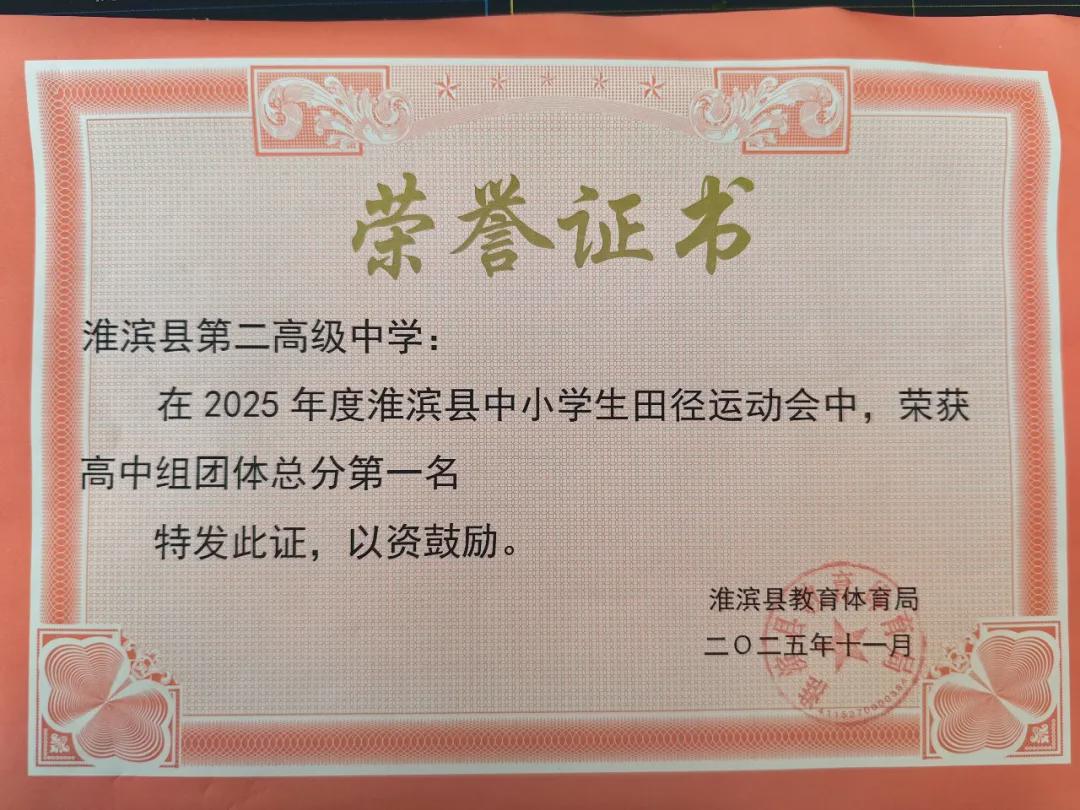 荣誉证书
淮滨县第二高级中学：
在 2025 年度淮滨县中小学生田径运动会中，荣获
高中组团体总分第一名
特发此证，以资鼓励。
淮滨县教育体育局
二〇二五年十一月